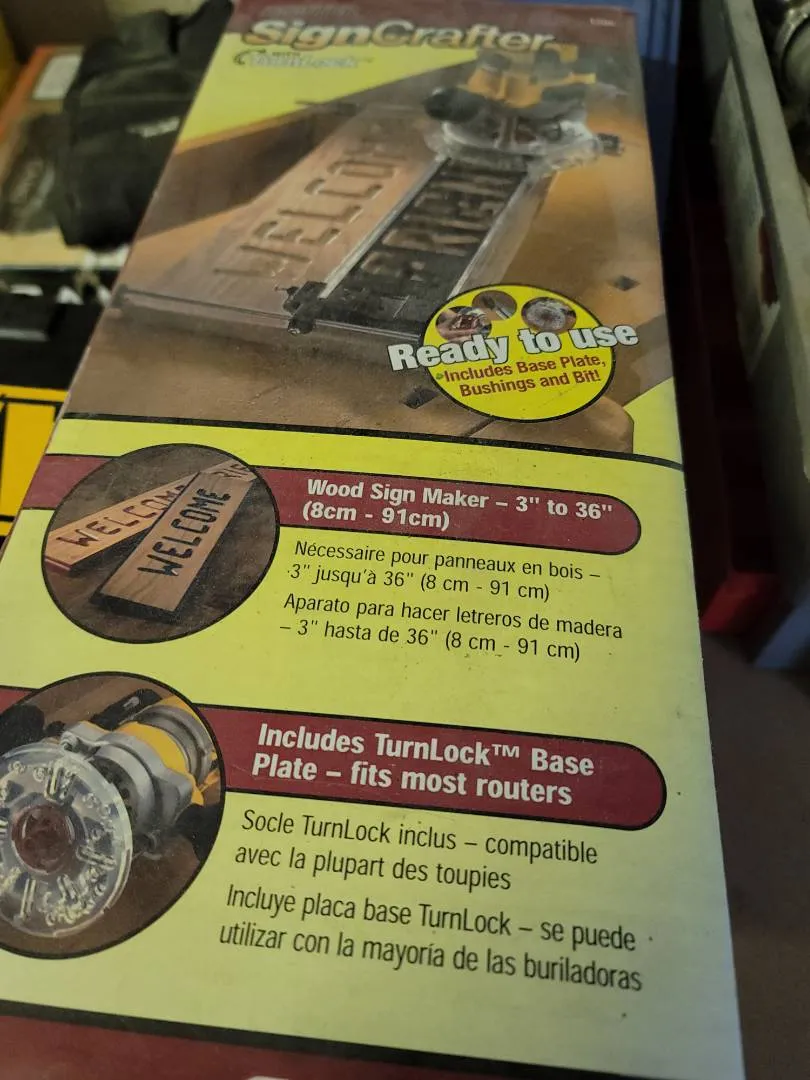 SignCrafter
WITH
TurnLock™
WELCOM
Ready to use
Includes Base Plate,
Bushings and Bit!
WELCOME
WELCOME
Wood Sign Maker – 3" to 36"
(8cm - 91cm)
Nécessaire pour panneaux en bois –
3" jusqu'à 36" (8 cm - 91 cm)
Aparato para hacer letreros de madera
– 3" hasta de 36" (8 cm - 91 cm)
Includes TurnLock™ Base
Plate – fits most routers
Socle TurnLock inclus – compatible
avec la plupart des toupies
Incluye placa base TurnLock – se puede
utilizar con la mayoría de las buriladoras